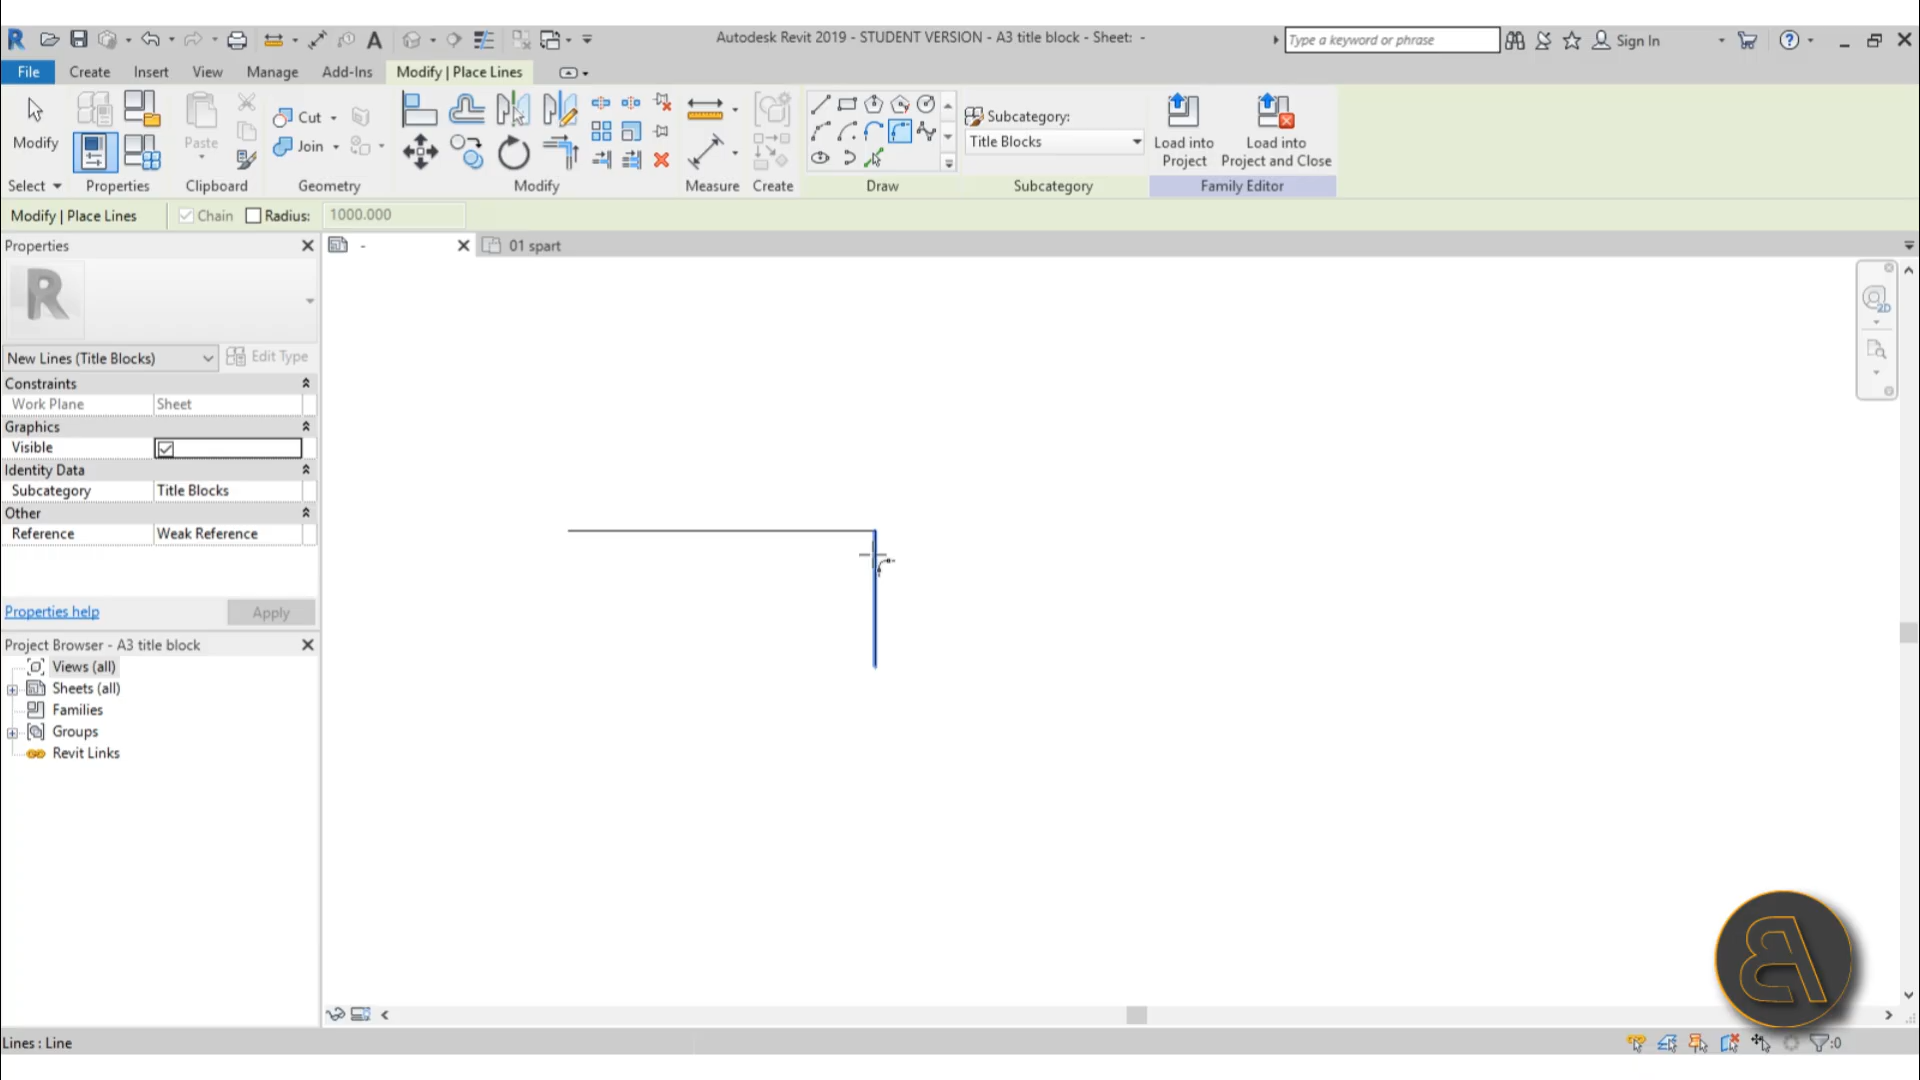 Autodesk Revit 2019 - STUDENT VERSION - A3 title block - Sheet: -
Type a keyword or phrase
Sign In
File
Create
Insert
View
Manage
Add-Ins
Modify | Place Lines
Modify
Paste
Cut
Join
Subcategory:
Title Blocks
Load into Project
Load into Project and Close
Select
Properties
Clipboard
Geometry
Modify
Measure
Create
Draw
Subcategory
Family Editor
Modify | Place Lines
Chain
Radius:
1000.000
Properties
-
01 spart
R
2D
New Lines (Title Blocks)
Edit Type
Constraints
Work Plane
Sheet
Graphics
Visible
Identity Data
Subcategory
Title Blocks
Other
Reference
Weak Reference
Properties help
Apply
Project Browser - A3 title block
Views (all)
Sheets (all)
Families
Groups
Revit Links
Lines : Line
:0